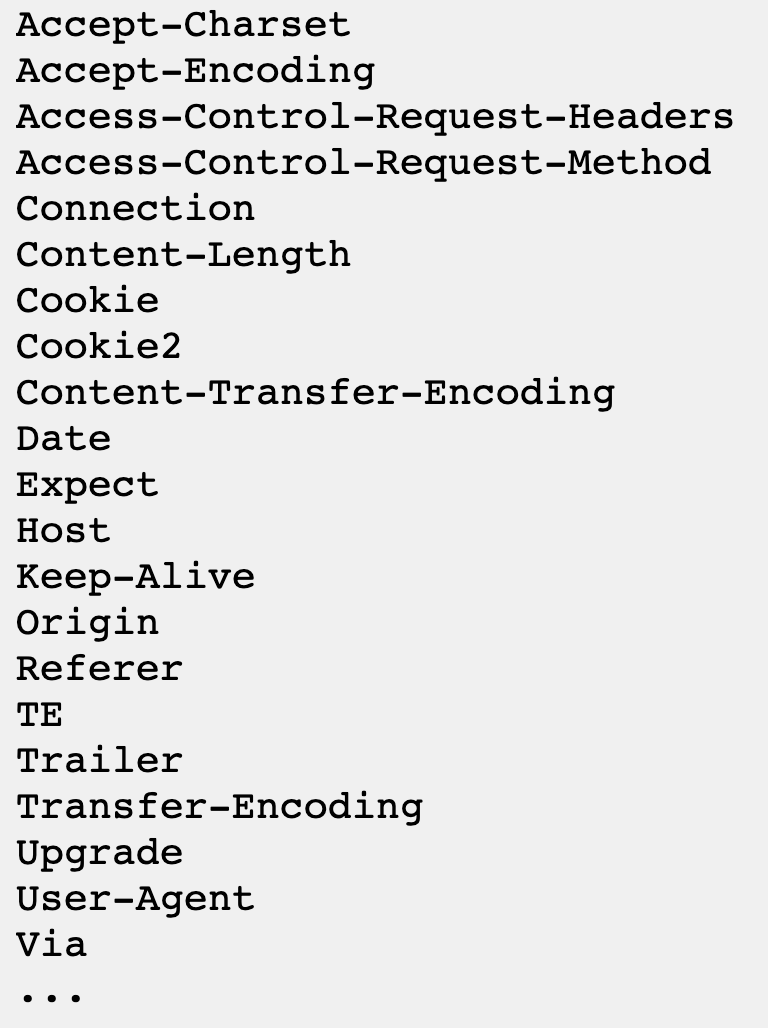 Accept-Charset
Accept-Encoding
Access-Control-Request-Headers
Access-Control-Request-Method
Connection
Content-Length
Cookie
Cookie2
Content-Transfer-Encoding
Date
Expect
Host
Keep-Alive
Origin
Referer
TE
Trailer
Transfer-Encoding
Upgrade
User-Agent
Via
...